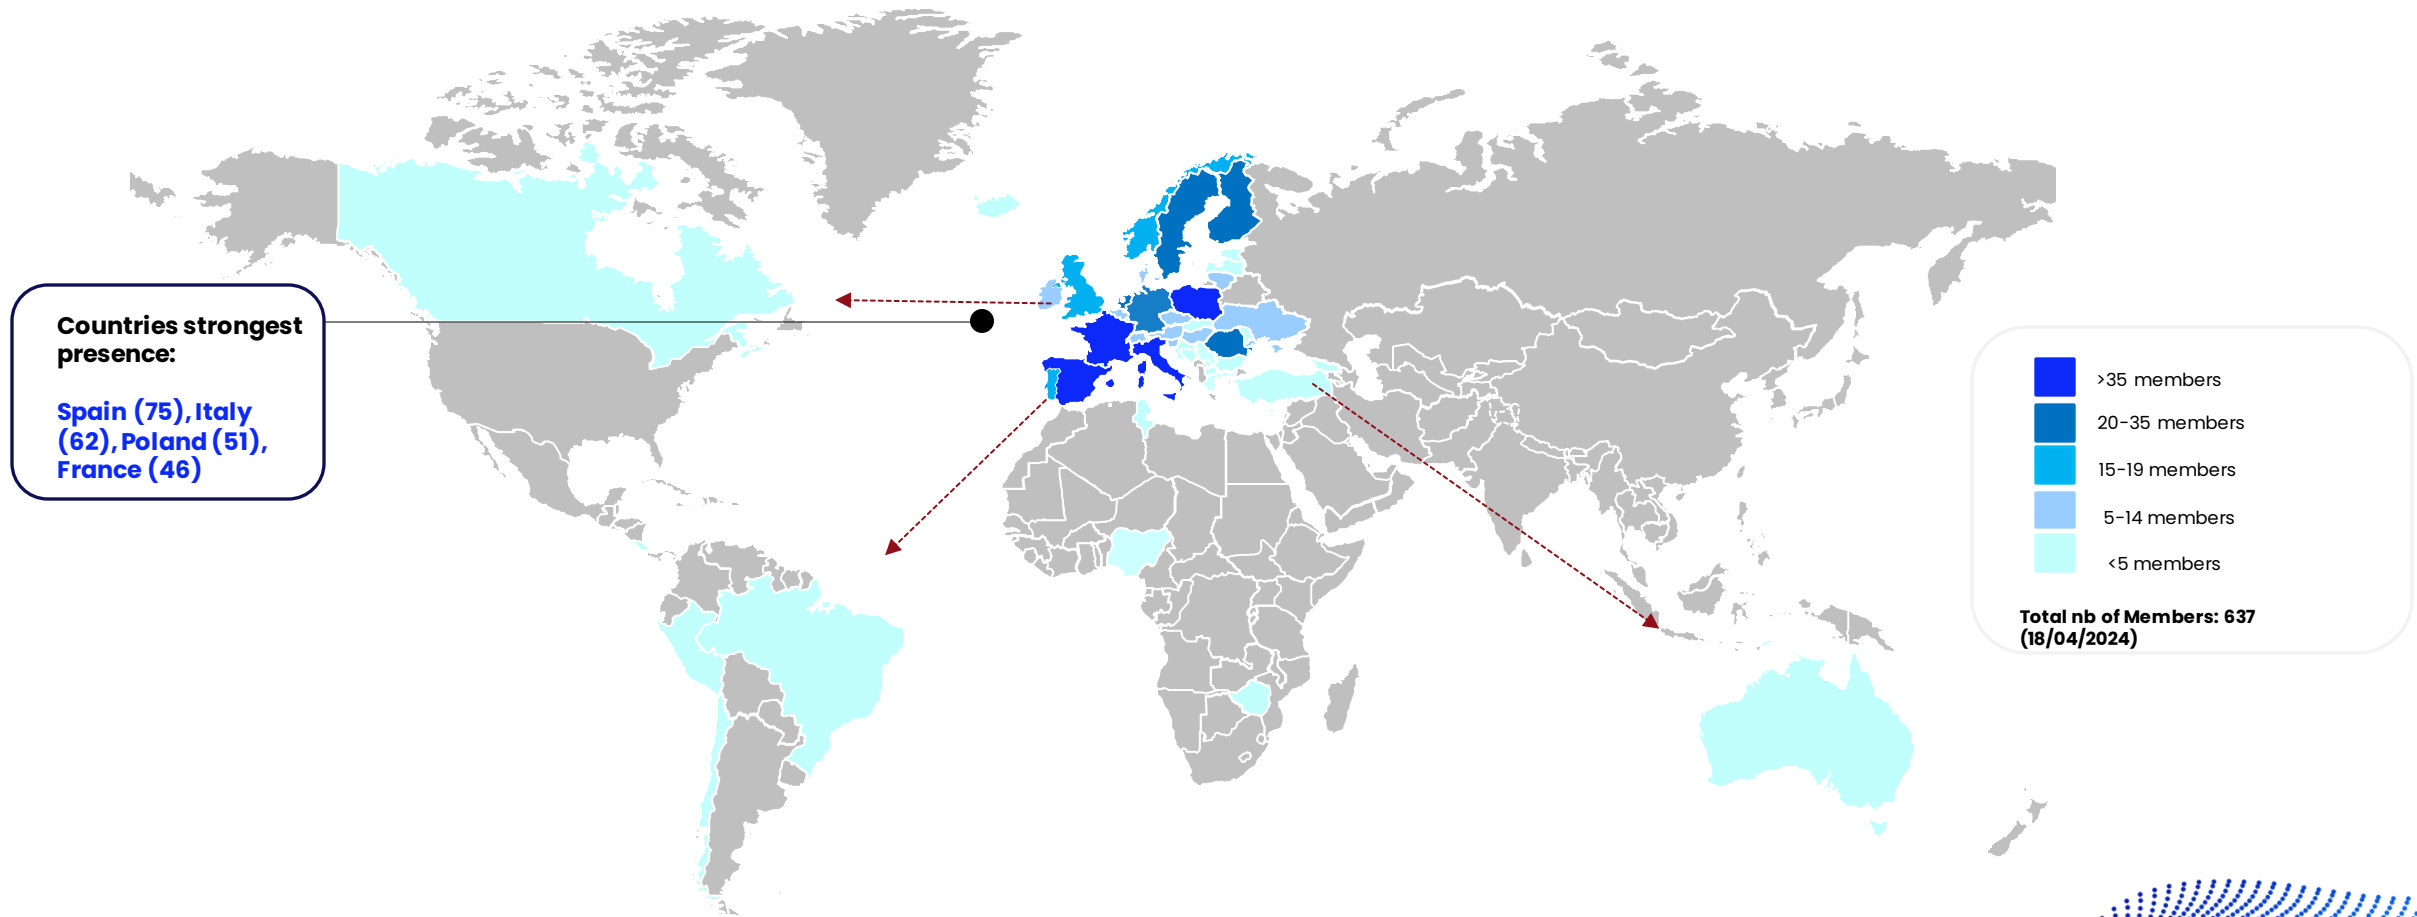 Countries strongest
presence:
Spain (75), Italy
(62), Poland (51),
France (46)
>35 members
20-35 members
15-19 members
5-14 members
<5 members
Total nb of Members: 637
(18/04/2024)